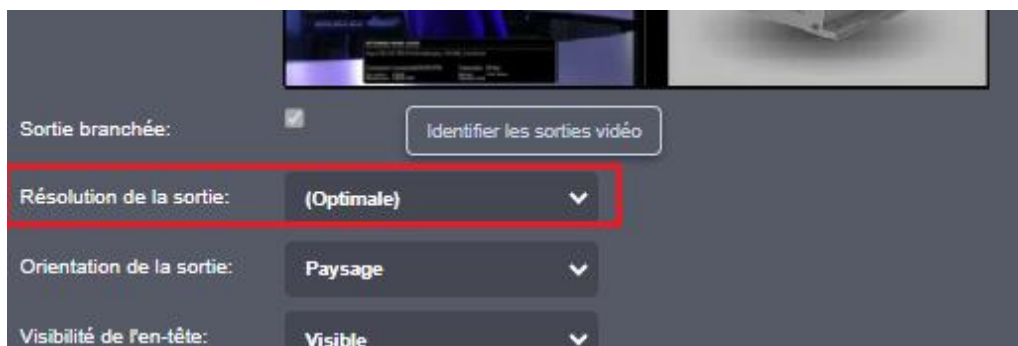 Sortie branchée:
Identifier les sorties vidéo
Résolution de la sortie:
(Optimale)
Orientation de la sortie:
Paysage
Visibilité de l'en-tête:
Visible